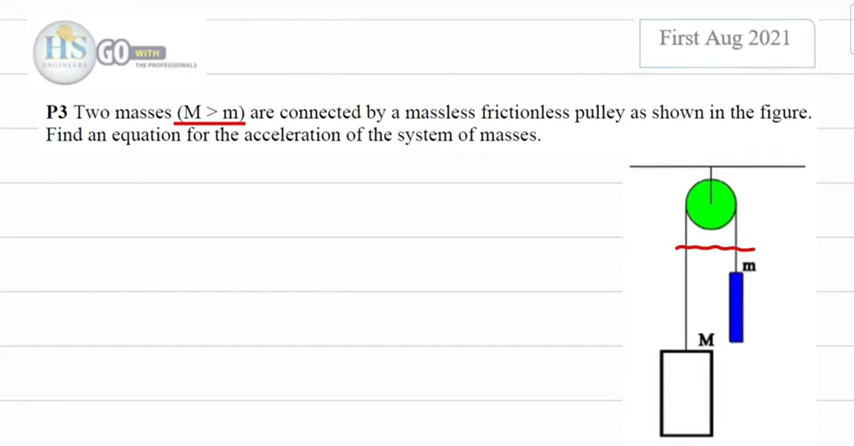 HS
ENGINEERS
GO WITH
THE PROFESSIONALS
First Aug 2021
P3 Two masses (M > m) are connected by a massless frictionless pulley as shown in the figure.
Find an equation for the acceleration of the system of masses.
m
M